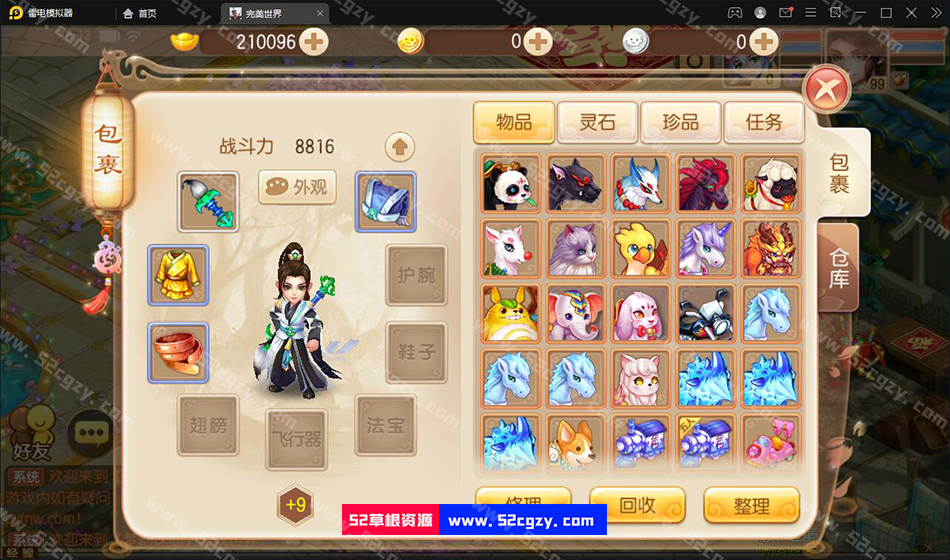 雷电模拟器 首页 完美世界
210096 0 0
99
包裹
物品 灵石 珍品 任务
战斗力 8816
外观
包裹
护腕
仓库
鞋子
翅膀 飞行器 法宝
好友
系统 欢迎来到
游戏内如有疑问
系统 欢迎来到
+9
修理 回收 整理
52草根资源 www.52cgzy.com
经验